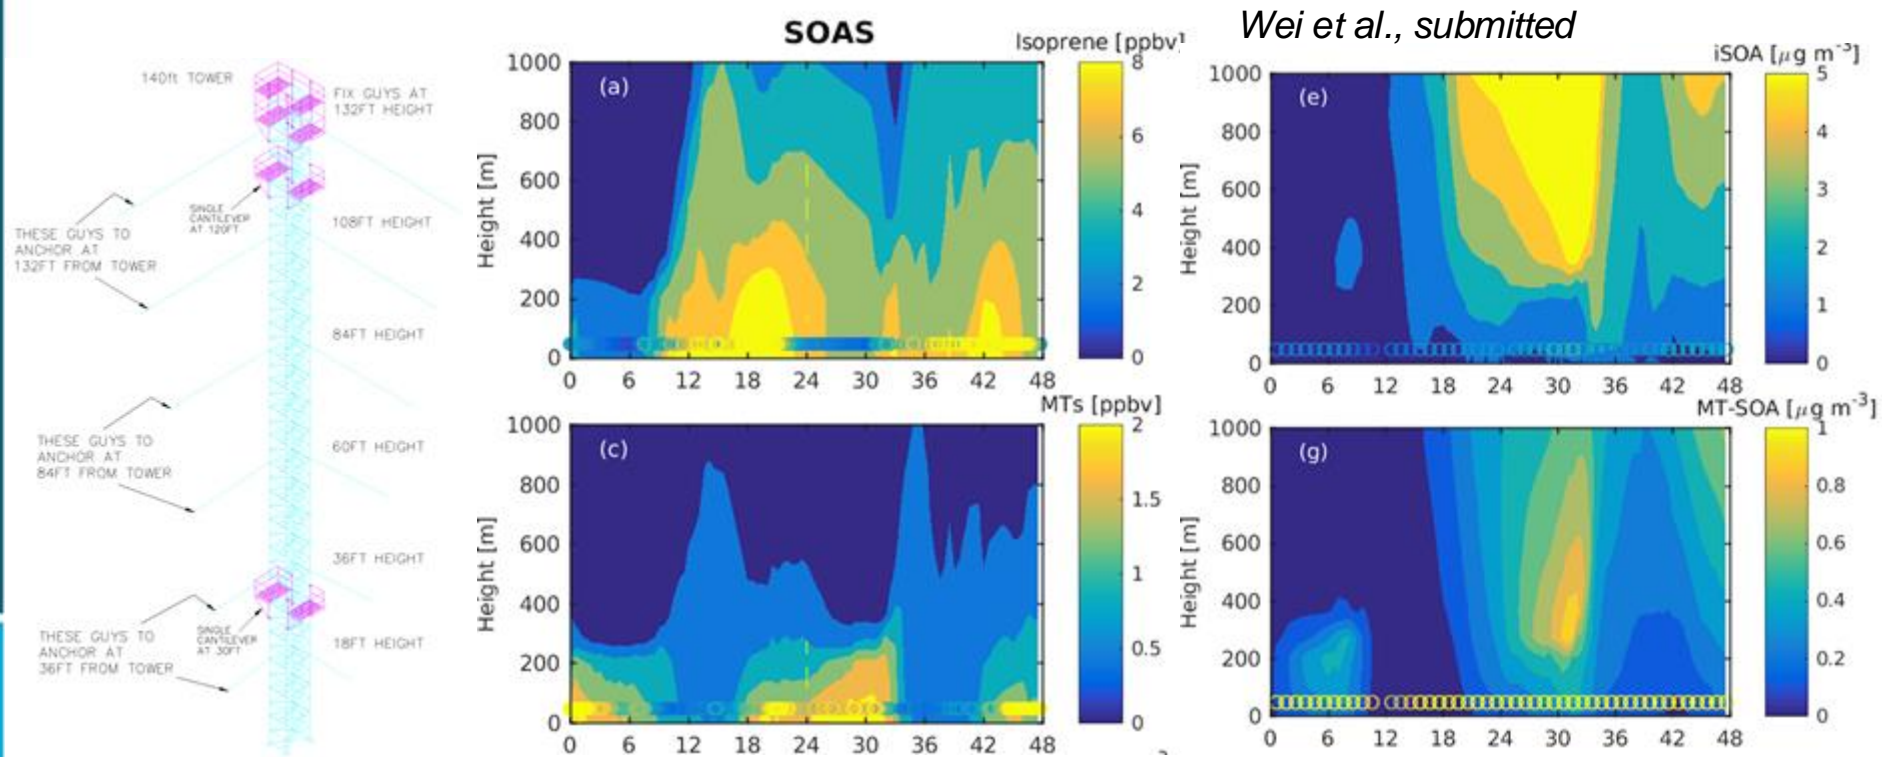 SOAS
Wei et al., submitted
140ft TOWER
FIX GUYS AT
132FT HEIGHT
SINGLE
CANTILEVER
AT 120FT
108FT HEIGHT
THESE GUYS TO
ANCHOR AT
132FT FROM TOWER
84FT HEIGHT
THESE GUYS TO
ANCHOR AT
84FT FROM TOWER
60FT HEIGHT
36FT HEIGHT
THESE GUYS TO
ANCHOR AT
36FT FROM TOWER
SINGLE
CANTILEVER
AT 30FT
18FT HEIGHT
Isoprene [ppbv]
(a)
Height [m]
1000
800
600
400
200
0
0 6 12 18 24 30 36 42 48
8
6
4
2
0
iSOA [μg m-3]
(e)
Height [m]
1000
800
600
400
200
0
0 6 12 18 24 30 36 42 48
5
4
3
2
1
0
MTs [ppbv]
(c)
Height [m]
1000
800
600
400
200
0
0 6 12 18 24 30 36 42 48
2
1.5
1
0.5
0
MT-SOA [μg m-3]
(g)
Height [m]
1000
800
600
400
200
0
0 6 12 18 24 30 36 42 48
1
0.8
0.6
0.4
0.2
0